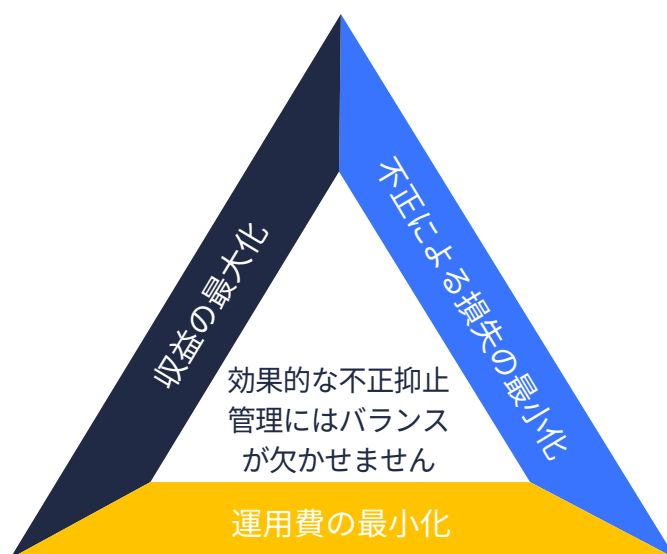 収益の最大化
不正による損失の最小化
効果的な不正抑止
管理にはバランス
が欠かせません
運用費の最小化